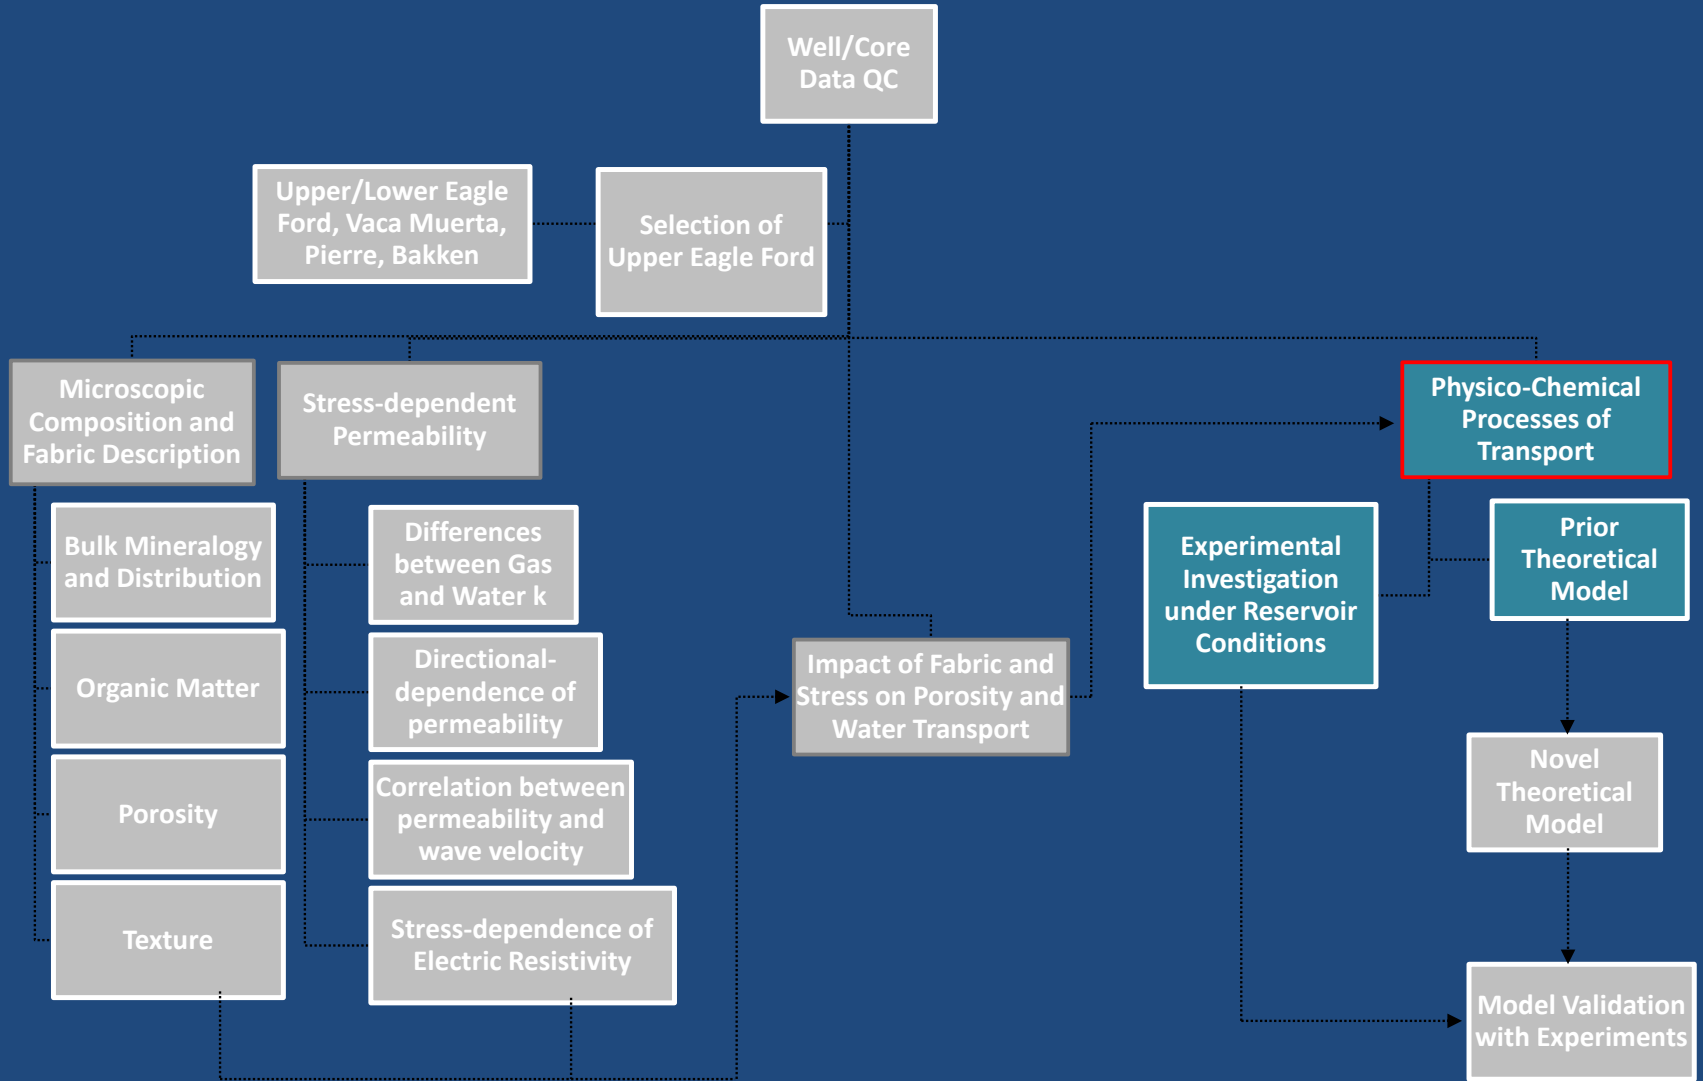 Well/Core
Data QC
Upper/Lower Eagle
Ford, Vaca Muerta,
Pierre, Bakken
Selection of
Upper Eagle Ford
Microscopic
Composition and
Fabric Description
Stress-dependent
Permeability
Physico-Chemical
Processes of
Transport
Bulk Mineralogy
and Distribution
Organic Matter
Porosity
Texture
Differences
between Gas
and Water k
Directional-
dependence of
permeability
Correlation between
permeability and
wave velocity
Stress-dependence of
Electric Resistivity
Impact of Fabric and
Stress on Porosity and
Water Transport
Experimental
Investigation
under Reservoir
Conditions
Prior
Theoretical
Model
Novel
Theoretical
Model
Model Validation
with Experiments